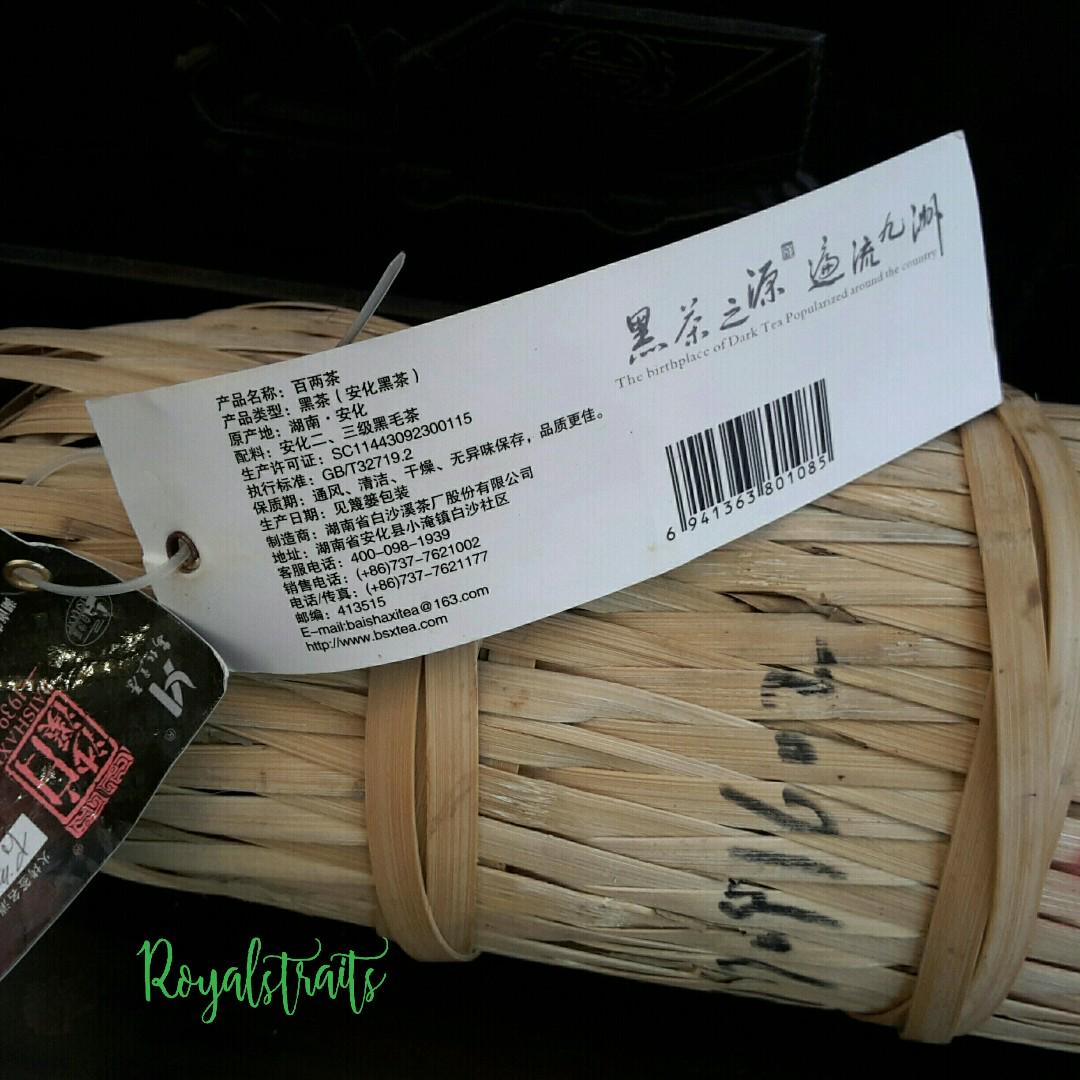 黑茶之源 遍流九洲
The birthplace of Dark Tea Popularized around the country
产品名称：百两茶
产品类型：黑茶（安化黑茶）
原产地：湖南·安化
配料：安化二、三级黑毛茶
生产许可证：SC11443092300115
执行标准：GB/T32719.2
保质期：通风、清洁、干燥、无异味保存，品质更佳。
生产日期：见篾篓包装
制造商：湖南省白沙溪茶厂股份有限公司
地址：湖南省安化县小淹镇白沙社区
客服电话：400-098-1939
销售电话：(+86)737-7621002
电话/传真：(+86)737-7621177
邮编：413515
E-mail:baishaxitea@163.com
http://www.bsxtea.com
6 941363 801085
1939
白沙溪
Royalstraits